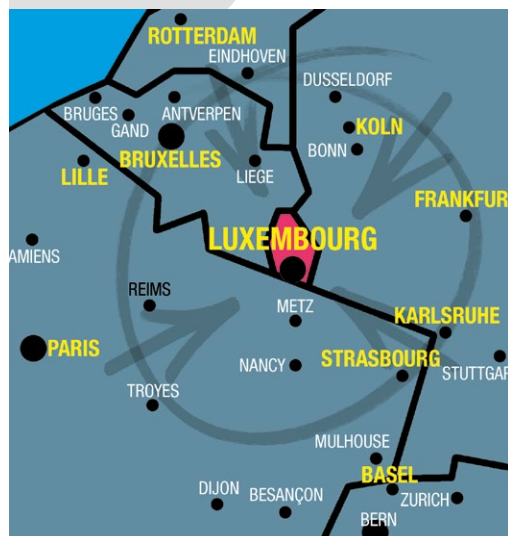 ROTTERDAM
EINDHOVEN
DUSSELDORF
BRUGES
ANTVERPEN
GAND
KOLN
BRUXELLES
BONN
LILLE
LIEGE
FRANKFUR
LUXEMBOURG
AMIENS
REIMS
METZ
KARLSRUHE
PARIS
NANCY
STRASBOURG
STUTTGAR
TROYES
MULHOUSE
BASEL
DIJON
BESANÇON
ZURICH
BERN